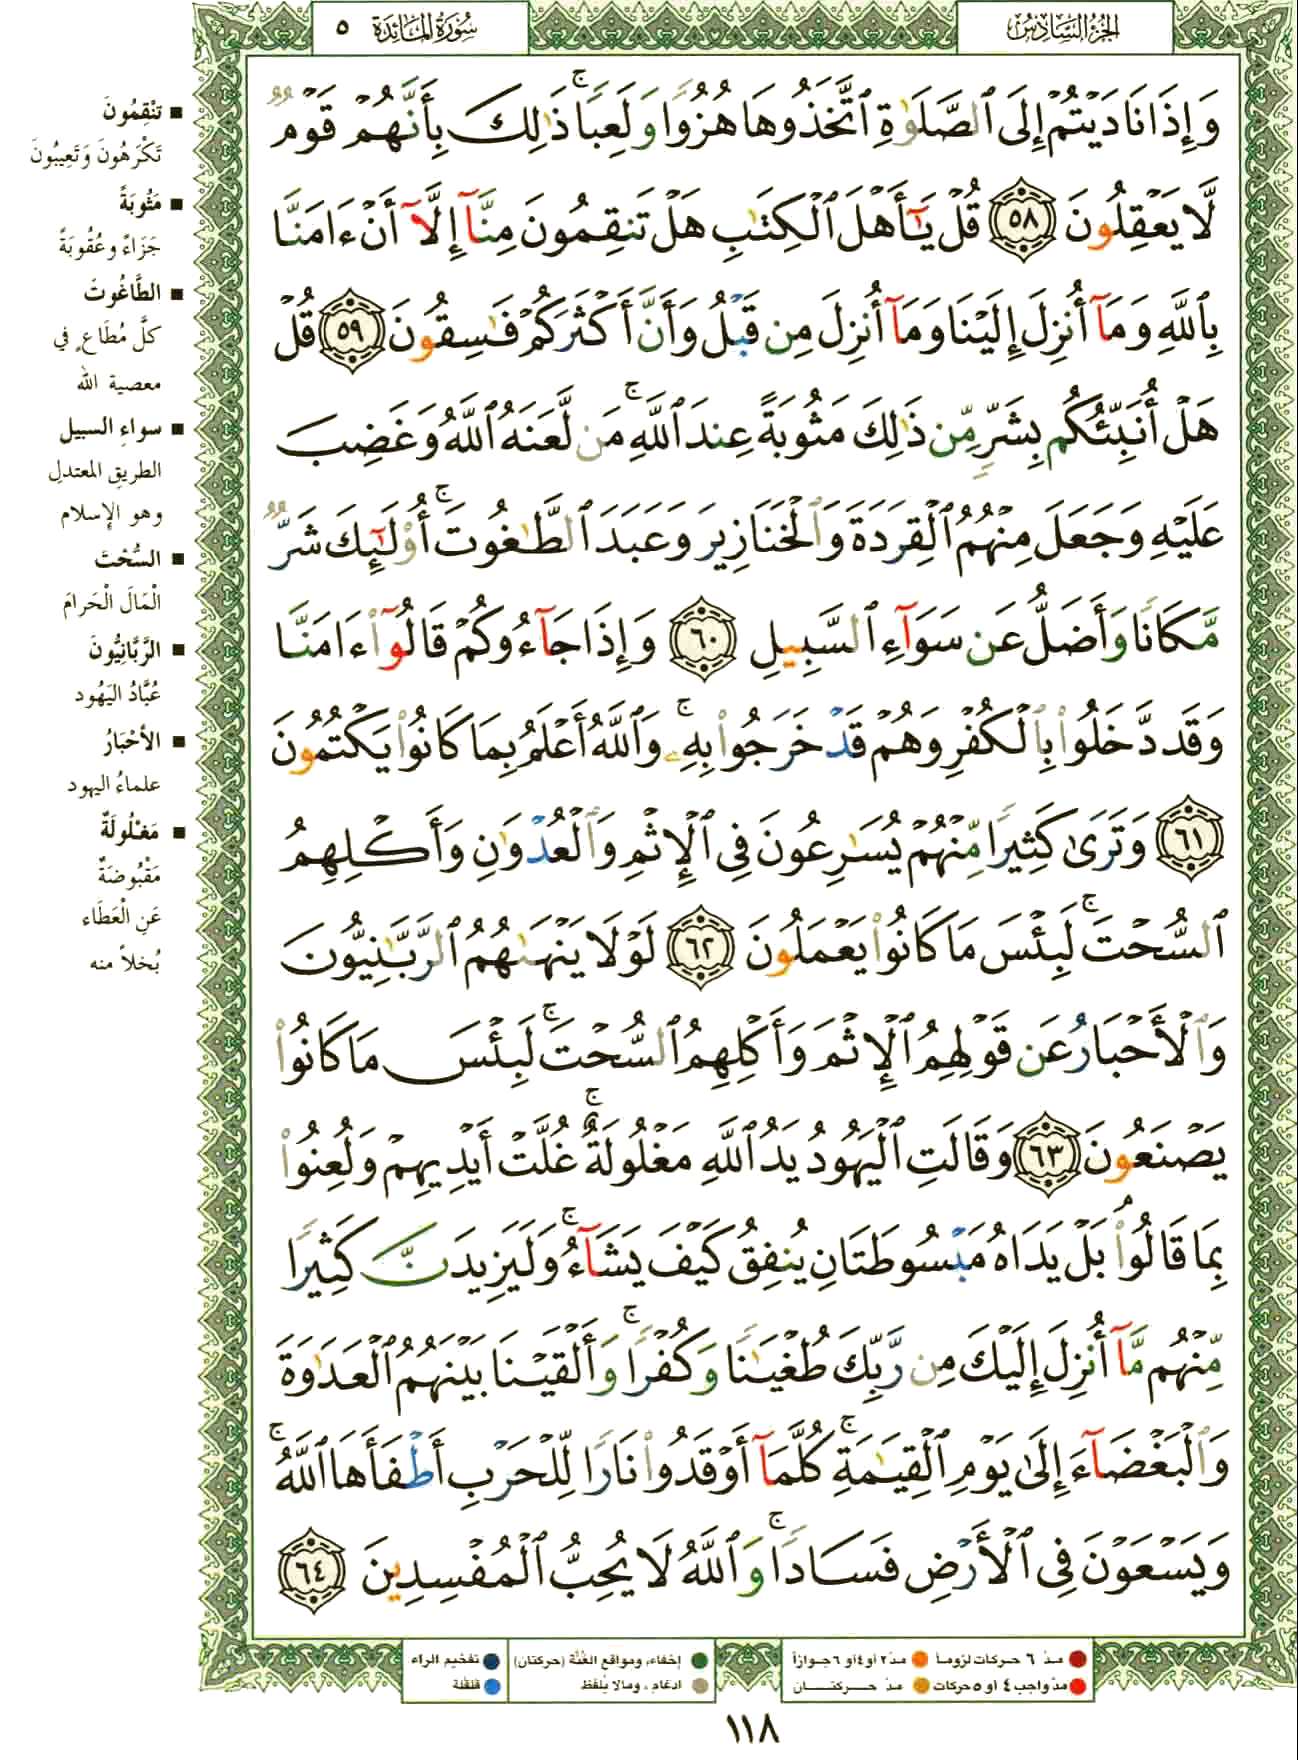 الجزء السادس
سورة المائدة ٥
وَإِذَا نَادَيْتُمْ إِلَى ٱلصَّلَوٰةِ ٱتَّخَذُوهَا هُزُوًا وَلَعِبًا ۚ ذَٰلِكَ بِأَنَّهُمْ قَوْمٌ
لَّا يَعْقِلُونَ ٥٨ قُلْ يَـٰٓأَهْلَ ٱلْكِتَـٰبِ هَلْ تَنقِمُونَ مِنَّآ إِلَّآ أَنْ ءَامَنَّا
بِٱللَّهِ وَمَآ أُنزِلَ إِلَيْنَا وَمَآ أُنزِلَ مِن قَبْلُ وَأَنَّ أَكْثَرَكُمْ فَـٰسِقُونَ ٥٩ قُلْ
هَلْ أُنَبِّئُكُم بِشَرٍّ مِّن ذَٰلِكَ مَثُوبَةً عِندَ ٱللَّهِ ۚ مَن لَّعَنَهُ ٱللَّهُ وَغَضِبَ
عَلَيْهِ وَجَعَلَ مِنْهُمُ ٱلْقِرَدَةَ وَٱلْخَنَازِيرَ وَعَبَدَ ٱلطَّـٰغُوتَ ۚ أُو۟لَـٰٓئِكَ شَرٌّ
مَّكَانًا وَأَضَلُّ عَن سَوَآءِ ٱلسَّبِيلِ ٦٠ وَإِذَا جَآءُوكُمْ قَالُوٓا۟ ءَامَنَّا
وَقَد دَّخَلُوا۟ بِٱلْكُفْرِ وَهُمْ قَدْ خَرَجُوا۟ بِهِۦ ۚ وَٱللَّهُ أَعْلَمُ بِمَا كَانُوا۟ يَكْتُمُونَ
٦١ وَتَرَىٰ كَثِيرًا مِّنْهُمْ يُسَـٰرِعُونَ فِى ٱلْإِثْمِ وَٱلْعُدْوَٰنِ وَأَكْلِهِمُ
ٱلسُّحْتَ ۚ لَبِئْسَ مَا كَانُوا۟ يَعْمَلُونَ ٦٢ لَوْلَا يَنْهَىٰهُمُ ٱلرَّبَّـٰنِيُّونَ
وَٱلْأَحْبَارُ عَن قَوْلِهِمُ ٱلْإِثْمَ وَأَكْلِهِمُ ٱلسُّحْتَ ۚ لَبِئْسَ مَا كَانُوا۟
يَصْنَعُونَ ٦٣ وَقَالَتِ ٱلْيَهُودُ يَدُ ٱللَّهِ مَغْلُولَةٌ ۚ غُلَّتْ أَيْدِيهِمْ وَلُعِنُوا۟
بِمَا قَالُوا۟ ۘ بَلْ يَدَاهُ مَبْسُوطَتَانِ يُنفِقُ كَيْفَ يَشَآءُ ۚ وَلَيَزِيدَنَّ كَثِيرًا
مِّنْهُم مَّآ أُنزِلَ إِلَيْكَ مِن رَّبِّكَ طُغْيَـٰنًا وَكُفْرًا ۚ وَأَلْقَيْنَا بَيْنَهُمُ ٱلْعَدَٰوَةَ
وَٱلْبَغْضَآءَ إِلَىٰ يَوْمِ ٱلْقِيَـٰمَةِ ۚ كُلَّمَآ أَوْقَدُوا۟ نَارًا لِّلْحَرْبِ أَطْفَأَهَا ٱللَّهُ ۚ
وَيَسْعَوْنَ فِى ٱلْأَرْضِ فَسَادًا ۚ وَٱللَّهُ لَا يُحِبُّ ٱلْمُفْسِدِينَ ٦٤
■ تَنْقِمُونَ
تَكْرَهُونَ وَتَعِيبُونَ
■ مَثُوبَةً
جَزَاءً وعُقُوبَةً
■ الطَّاغُوتَ
كلَّ مُطَاعٍ في
معصية الله
■ سواءِ السبيل
الطريقِ المعتدلِ
وهو الإسلام
■ السُّحْتَ
الْمَالَ الْحَرامَ
■ الرَّبَّانِيُّونَ
عُبَّادُ اليَهُود
■ الأحْبَارُ
علماءُ اليهود
■ مَغْلُولَةٌ
مَقْبُوضَةٌ
عَنِ الْعَطَاء
بُخلاً منه
مد ٦ حركات لزوماً
مد ٢ أو ٤ أو ٦ جوازاً
مد واجب ٤ أو ٥ حركات
مد حركتان
إخفاء، ومواقع الغُنَّة (حركتان)
ادغام، ومالا يُلفَظ
تفخيم الراء
قلقلة
١١٨